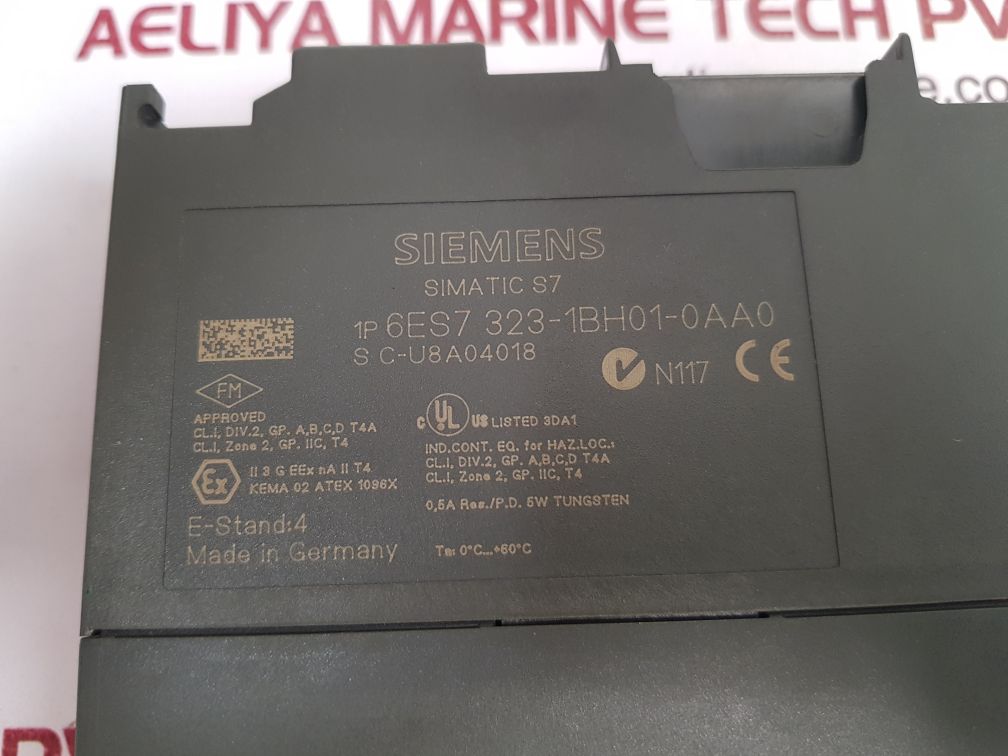 AELIYA MARINE TECH PV
SIEMENS
SIMATIC S7
1P 6ES7 323-1BH01-0AA0
S C-U8A04018
N117 CE
FM
APPROVED
CL.I, DIV.2, GP. A,B,C,D T4A
CL.I, Zone 2, GP. IIC, T4
c UL US LISTED 3DA1
IND.CONT. EQ. for HAZ.LOC.:
CL.I, DIV.2, GP. A,B,C,D T4A
CL.I, Zone 2, GP. IIC, T4
Ex II 3 G EEx nA II T4
KEMA 02 ATEX 1096X
0,5A Res./P.D. 5W TUNGSTEN
E-Stand:4
Made in Germany
Ta: 0°C...+60°C